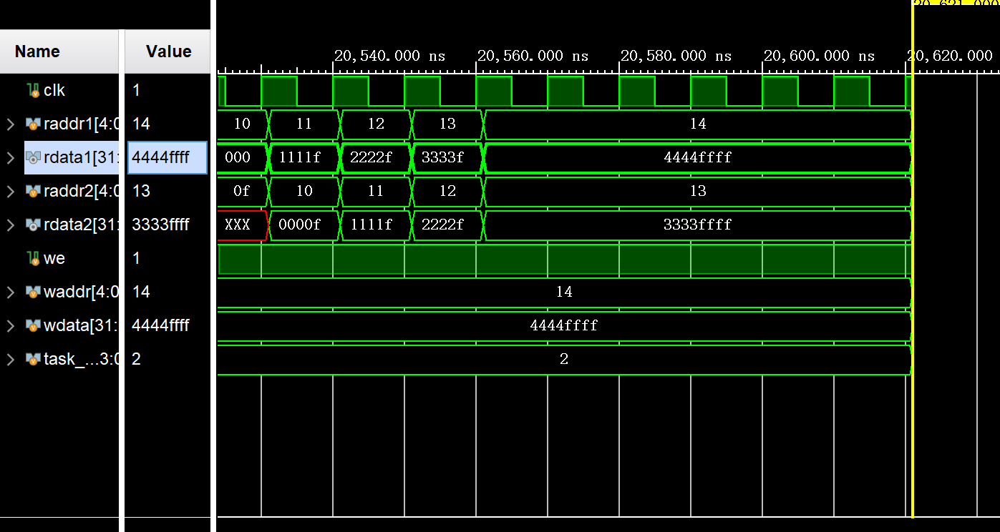 20,621.000
Name Value
20,540.000 ns 20,560.000 ns 20,580.000 ns 20,600.000 ns 20,620.000
clk 1
raddr1[4:0 14 10 11 12 13 14
rdata1[31: 4444ffff 000 1111f 2222f 3333f 4444ffff
raddr2[4:0 13 0f 10 11 12 13
rdata2[31: 3333ffff XXX 0000f 1111f 2222f 3333ffff
we 1
waddr[4:0 14 14
wdata[31: 4444ffff 4444ffff
task_...3:0 2 2